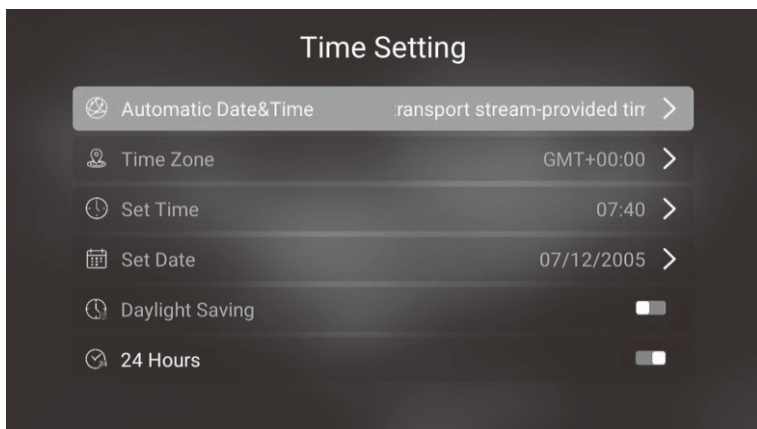 Time Setting
Automatic Date&Time ransport stream-provided tin
Time Zone GMT+00:00
Set Time 07:40
Set Date 07/12/2005
Daylight Saving
24 Hours